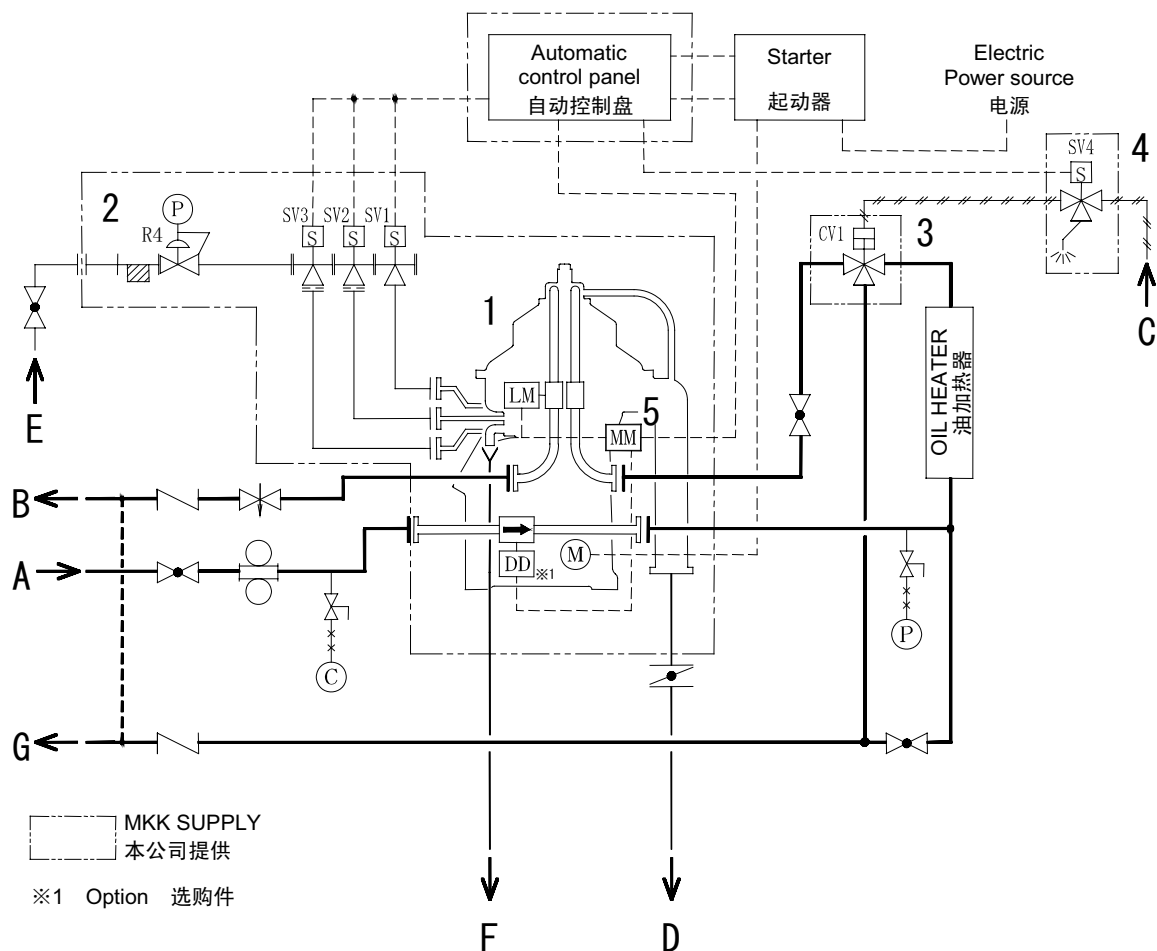 Automatic
control panel
自动控制盘
Starter
起动器
Electric
Power source
电源
SV4
S
4
2
P
R4
SV3
SV2
SV1
S
S
S
CV1
3
C
1
E
LM
5
MM
OIL HEATER
油加热器
B
A
DD
※1
M
C
P
G
MKK SUPPLY
本公司提供
※1 Option 选购件
F
D